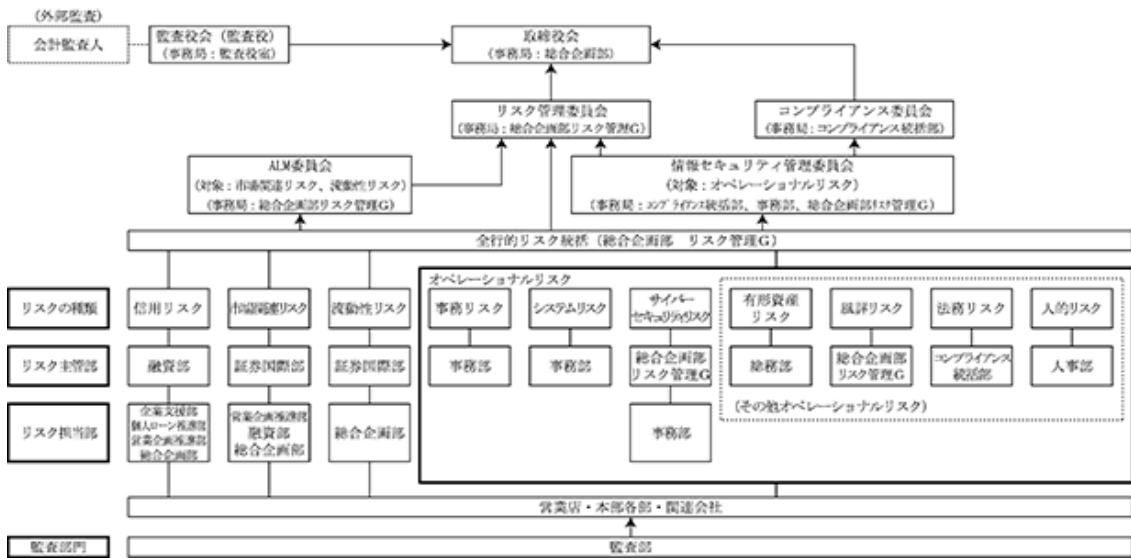 (外部監査)
会計監査人
監査役会（監査役）
(事務局：監査役室)
取締役会
(事務局：総合企画部)
リスク管理委員会
(事務局：総合企画部リスク管理G)
コンプライアンス委員会
(事務局：コンプライアンス統括部)
ALM委員会
(対象：市場関連リスク、流動性リスク)
(事務局：総合企画部リスク管理G)
情報セキュリティ管理委員会
(対象：オペレーショナルリスク)
(事務局：コンプライアンス統括部、事務部、総合企画部リスク管理G)
全行的リスク統括（総合企画部　リスク管理G）
オペレーショナルリスク
リスクの種類
信用リスク
市場関連リスク
流動性リスク
事務リスク
システムリスク
サイバー
セキュリティリスク
有形資産
リスク
風評リスク
法務リスク
人的リスク
リスク主管部
融資部
証券国際部
証券国際部
事務部
事務部
総合企画部
リスク管理G
総務部
総合企画部
リスク管理G
コンプライアンス
統括部
人事部
(その他オペレーショナルリスク)
リスク担当部
企業支援部
個人ローン推進部
営業企画推進部
総合企画部
営業企画推進部
融資部
総合企画部
総合企画部
事務部
営業店・本部各部・関連会社
監査部門
監査部